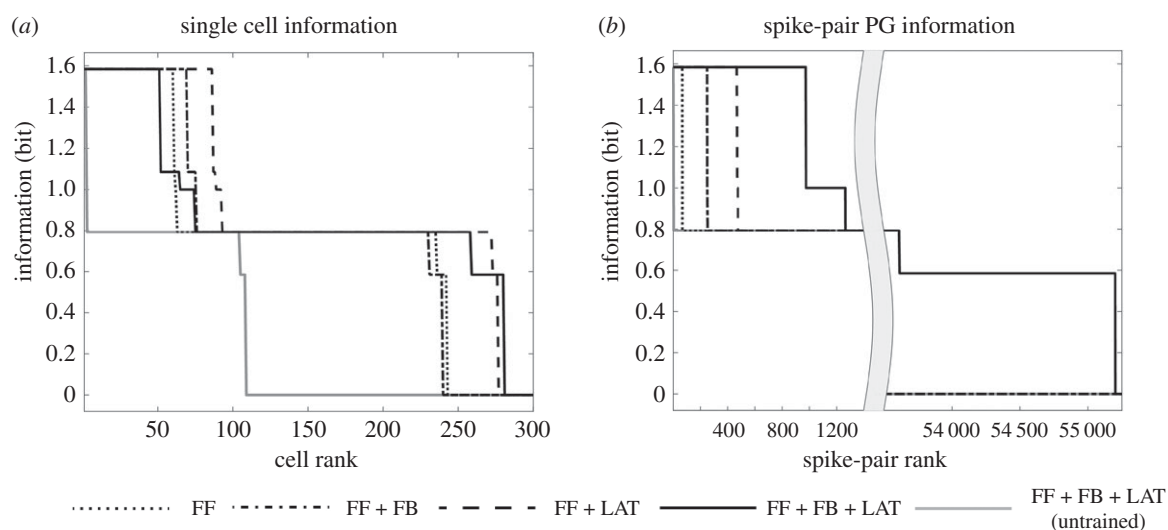 (a) single cell information
1.6
1.4
1.2
1.0
0.8
0.6
0.4
0.2
0
information (bit)
50 100 150 200 250 300
cell rank
(b) spike-pair PG information
1.6
1.4
1.2
1.0
0.8
0.6
0.4
0.2
0
information (bit)
400 800 1200 54 000 54 500 55 000
spike-pair rank
FF FF + FB FF + LAT FF + FB + LAT FF + FB + LAT
(untrained)